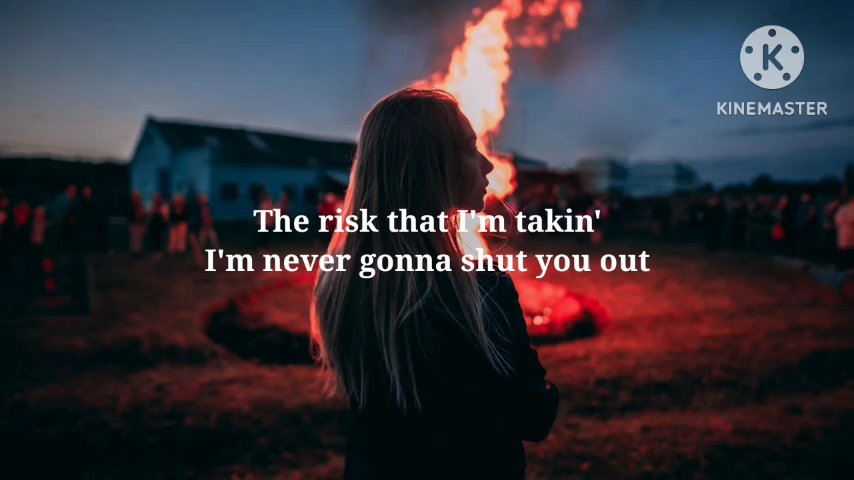 KINEMASTER
The risk that I'm takin'
I'm never gonna shut you out